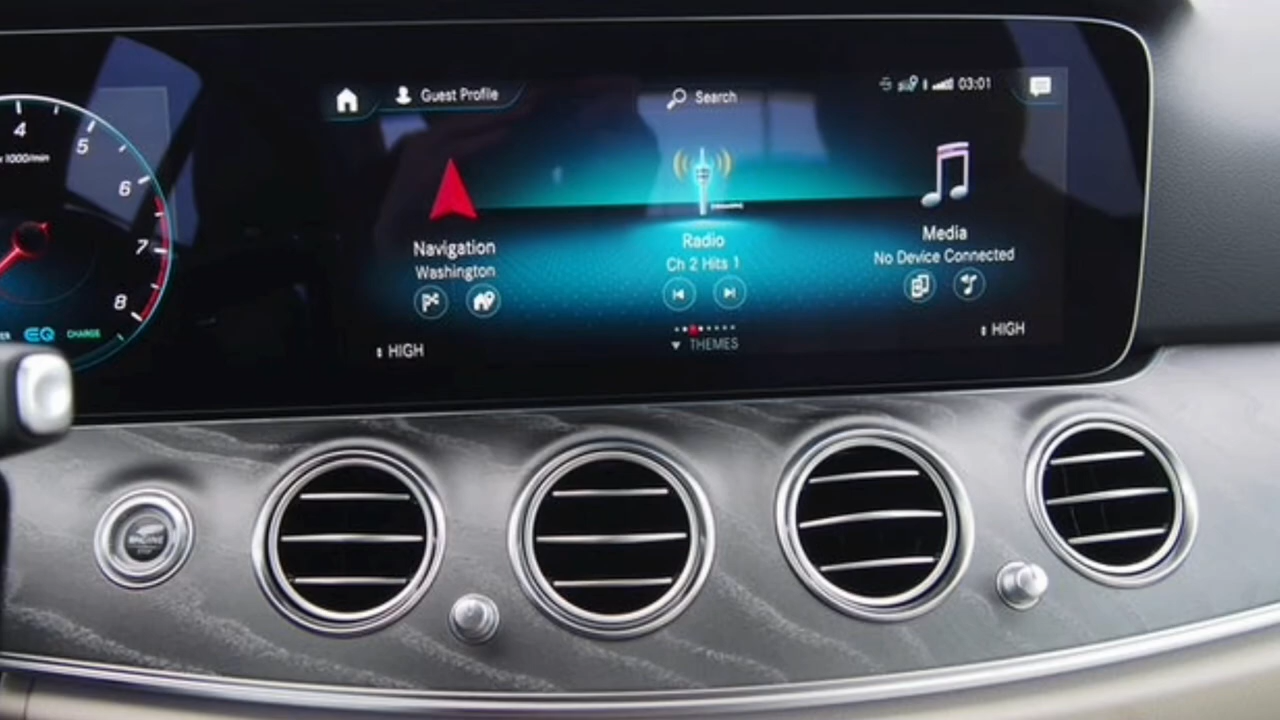 Guest Profile
Search
03:01
4
5
x 1000/min
6
7
8
EQ
CHARGE
Navigation
Washington
Radio
Ch 2 Hits 1
Media
No Device Connected
HIGH
THEMES
HIGH
ENGINE